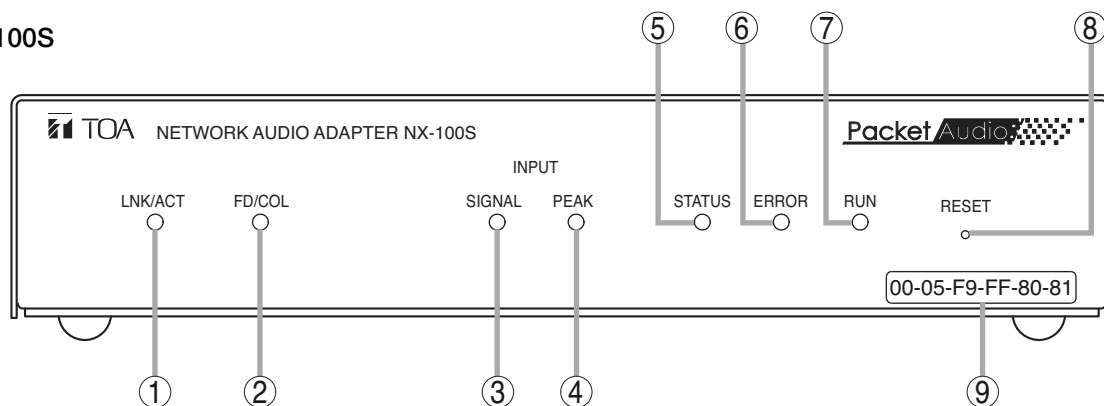 100S
⑤ ⑥ ⑦ ⑧
TOA NETWORK AUDIO ADAPTER NX-100S
Packet Audio
INPUT
LNK/ACT FD/COL SIGNAL PEAK STATUS ERROR RUN RESET
00-05-F9-FF-80-81
① ② ③ ④ ⑨